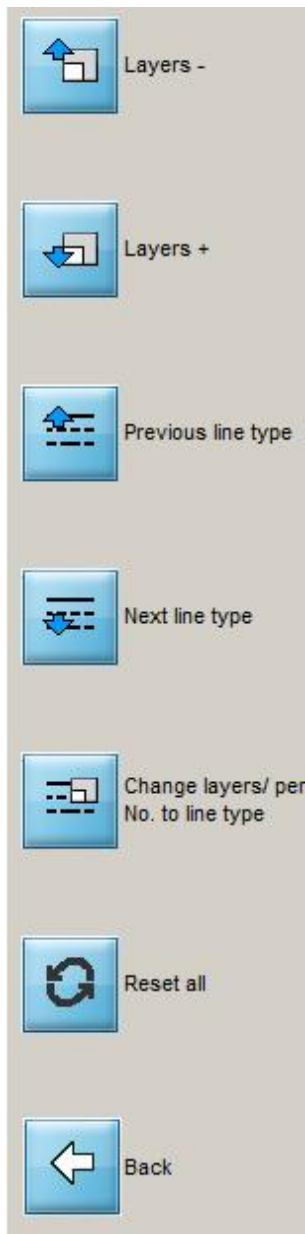 Layers -
Layers +
Previous line type
Next line type
Change layers/ per
No. to line type
Reset all
Back